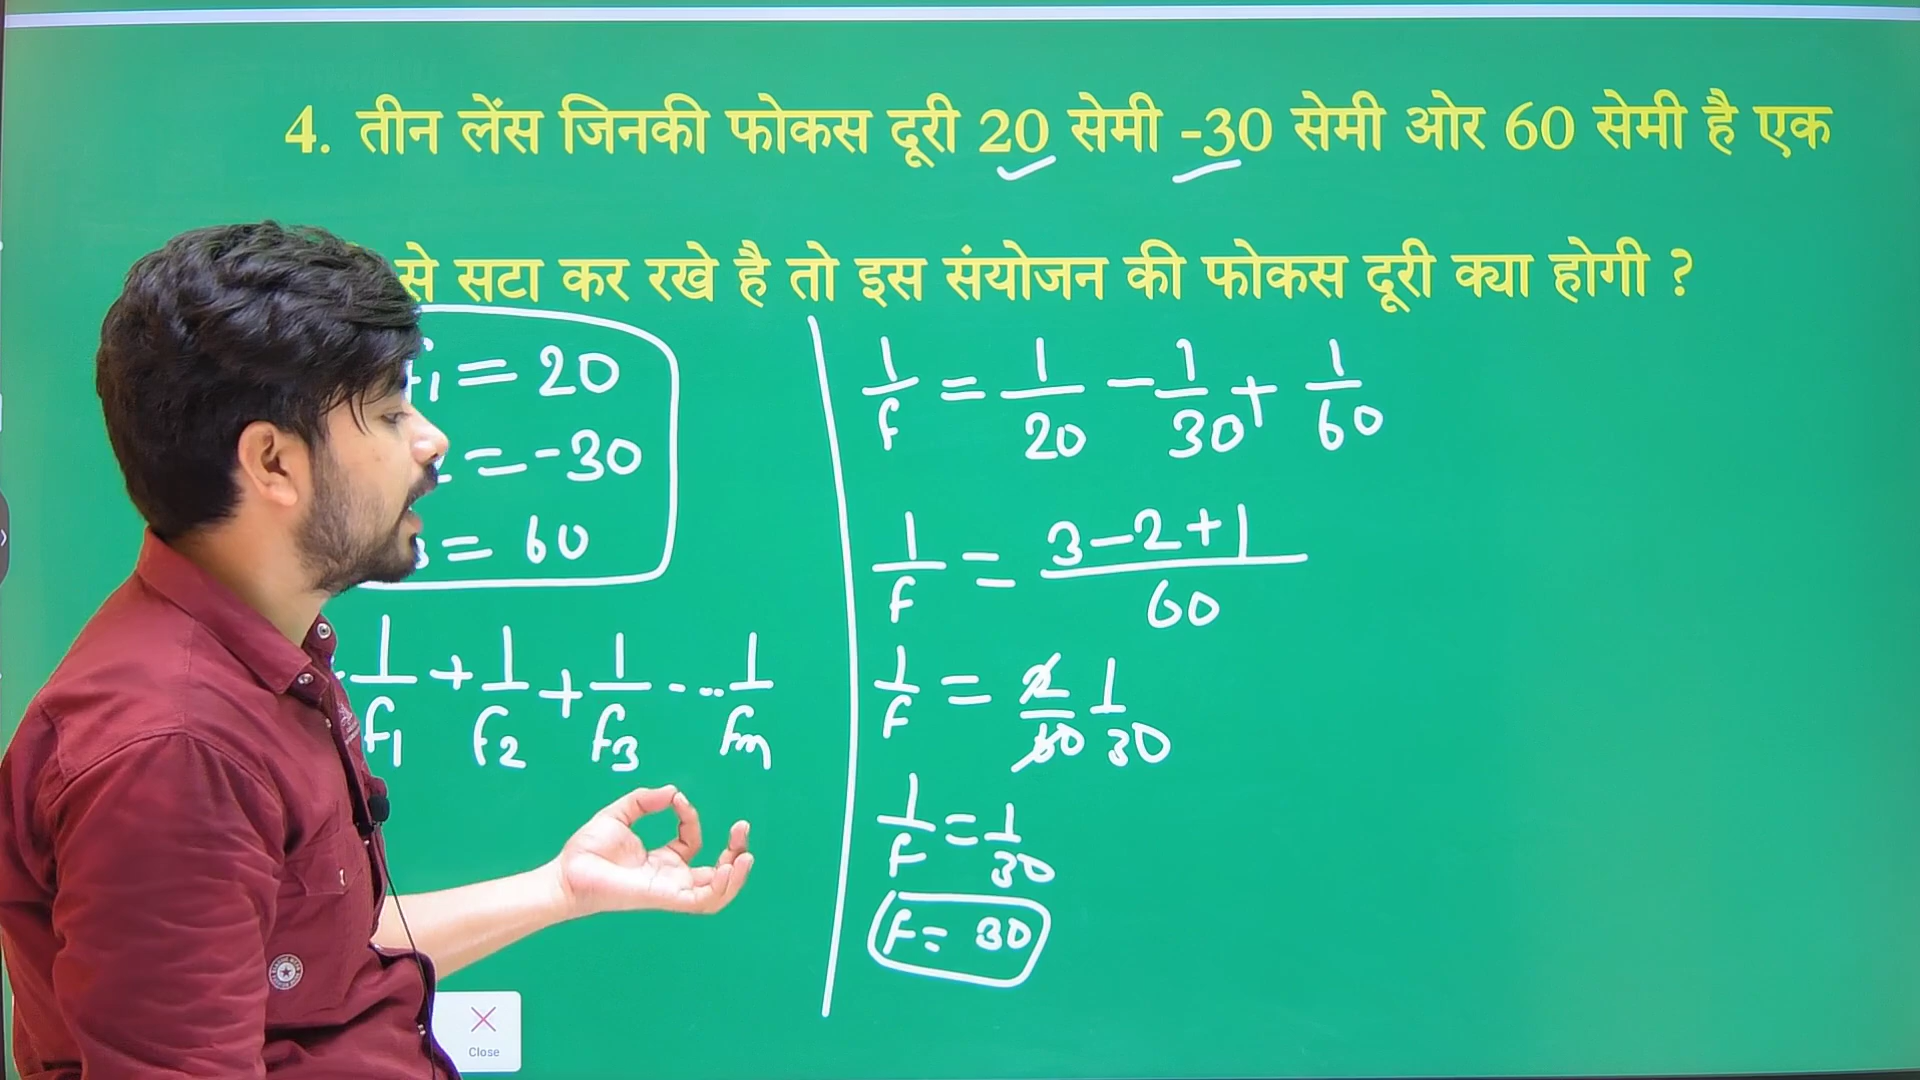 4. तीन लेंस जिनकी फोकस दूरी 20 सेमी -30 सेमी ओर 60 सेमी है एक
से सटा कर रखे है तो इस संयोजन की फोकस दूरी क्या होगी ?
= 20
= -30
= 60
1/f1 + 1/f2 + 1/f3 - .. 1/fn
1/f = 1/20 - 1/30 + 1/60
1/f = 3-2+1/60
1/f = 2/60 1/30
1/f = 1/30
f = 30
Close